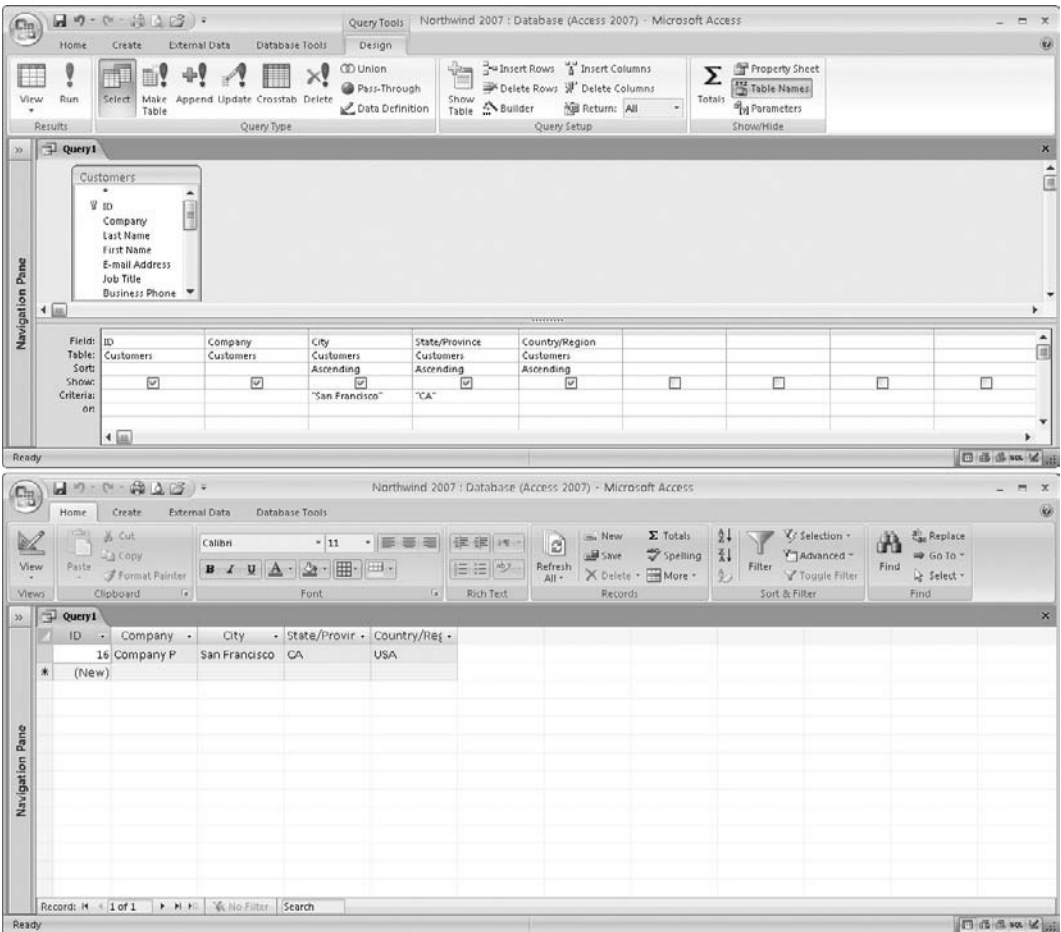 Query Tools Northwind 2007 : Database (Access 2007) - Microsoft Access
Home Create External Data Database Tools Design
View
Run
Results
Select
Make Table
Append
Update
Crosstab
Delete
Union
Pass-Through
Data Definition
Query Type
Show Table
Insert Rows
Delete Rows
Builder
Insert Columns
Delete Columns
Return: All
Query Setup
Totals
Property Sheet
Table Names
Parameters
Show/Hide
Query1
Navigation Pane
Customers
*
ID
Company
Last Name
First Name
E-mail Address
Job Title
Business Phone
Field: ID Company City State/Province Country/Region
Table: Customers Customers Customers Customers Customers
Sort: Ascending Ascending Ascending
Show:
Criteria: "San Francisco" "CA"
or:
Ready
SQL
Northwind 2007 : Database (Access 2007) - Microsoft Access
Home Create External Data Database Tools
View
Views
Paste
Cut
Copy
Format Painter
Clipboard
Calibri 11
B I U A
Font
Rich Text
Refresh All
New
Save
Delete
Totals
Spelling
More
Records
Filter
Selection
Advanced
Toggle Filter
Sort & Filter
Find
Replace
Go To
Select
Find
Query1
Navigation Pane
ID Company City State/Provir Country/Reg
16 Company P San Francisco CA USA
* (New)
Record: 1 of 1 No Filter Search
Ready
SQL